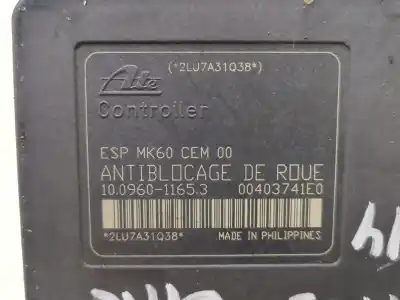 (*2LU7A31Q38*)
Ate
Controller
ESP MK60 CEM 00
ANTIBLOCAGE DE ROUE
10.0960-1165.3 00403741E0
*2LU7A31Q38* MADE IN PHILIPPINES